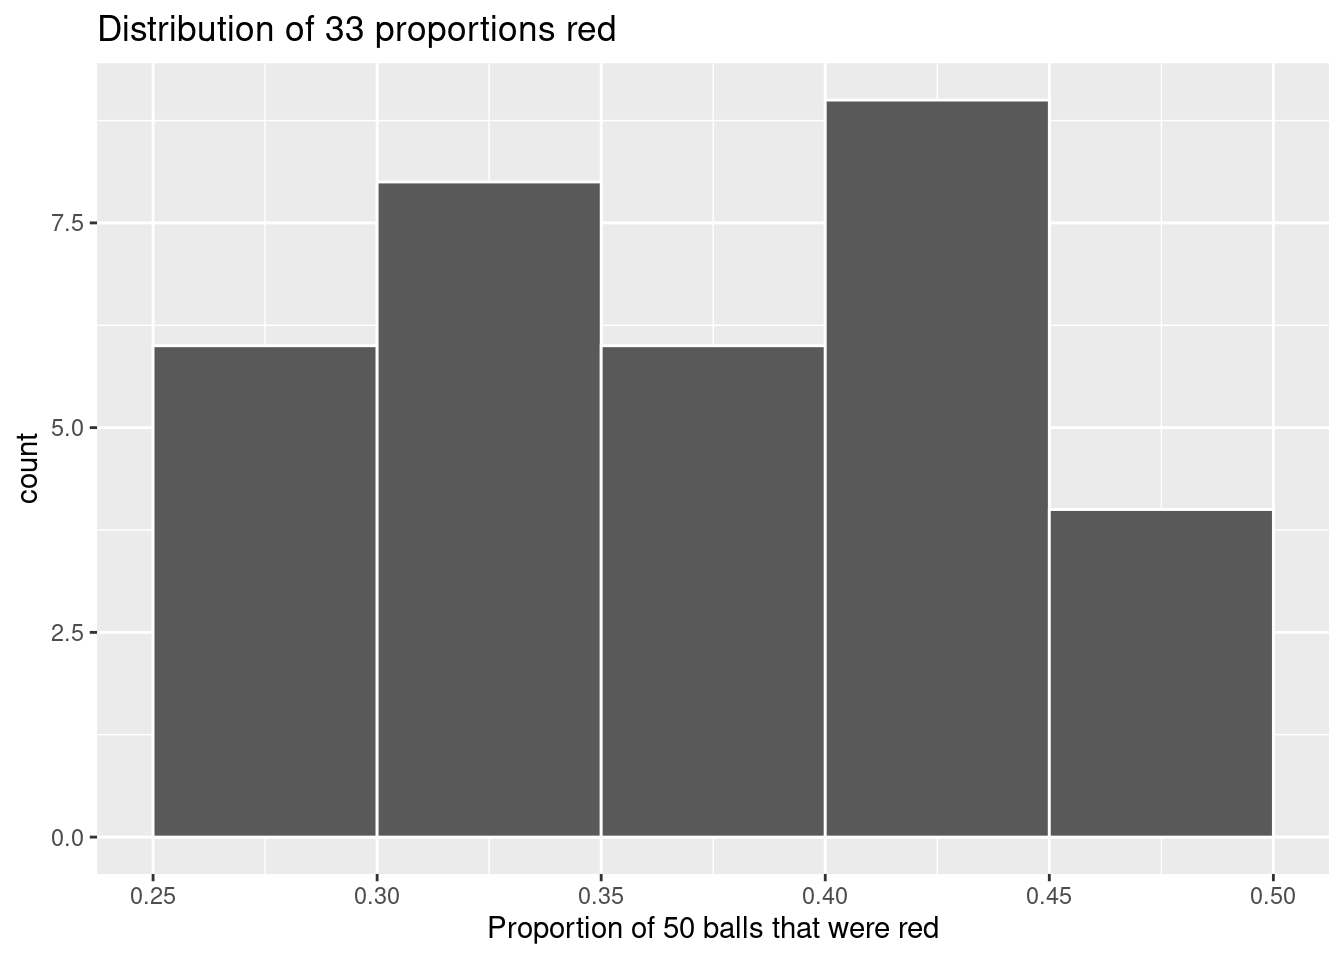 Distribution of 33 proportions red
count
7.5
5.0
2.5
0.0
0.25 0.30 0.35 0.40 0.45 0.50
Proportion of 50 balls that were red